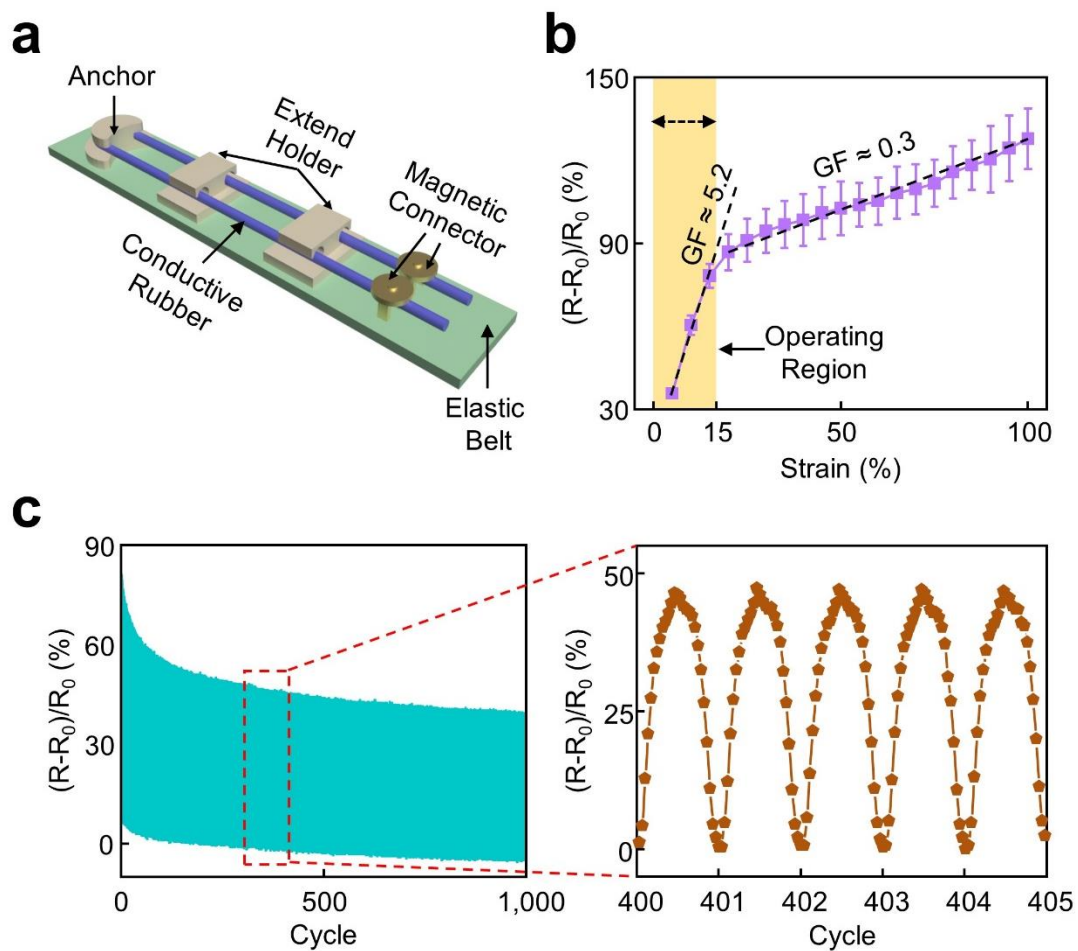 a
Anchor
Extend
Holder
Magnetic
Connector
Conductive
Rubber
Elastic
Belt
b
150
90
30
(R-R₀)/R₀ (%)
GF ≈ 5.2
GF ≈ 0.3
Operating
Region
0
15
50
100
Strain (%)
c
90
60
30
0
(R-R₀)/R₀ (%)
0
500
1,000
Cycle
50
25
0
(R-R₀)/R₀ (%)
400
401
402
403
404
405
Cycle